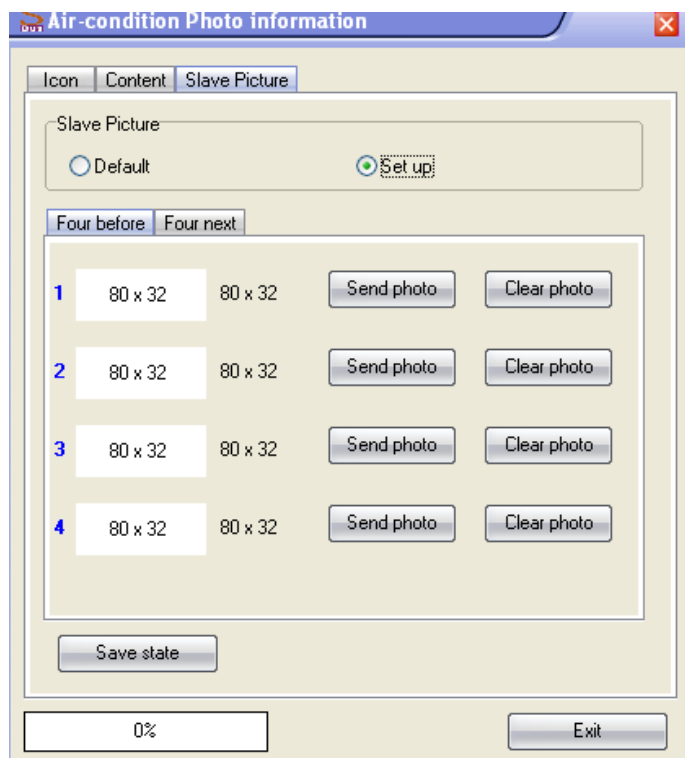 BUS Air-condition Photo information
Icon Content Slave Picture
Slave Picture
Default Set up
Four before Four next
1 80 x 32 80 x 32 Send photo Clear photo
2 80 x 32 80 x 32 Send photo Clear photo
3 80 x 32 80 x 32 Send photo Clear photo
4 80 x 32 80 x 32 Send photo Clear photo
Save state
0% Exit